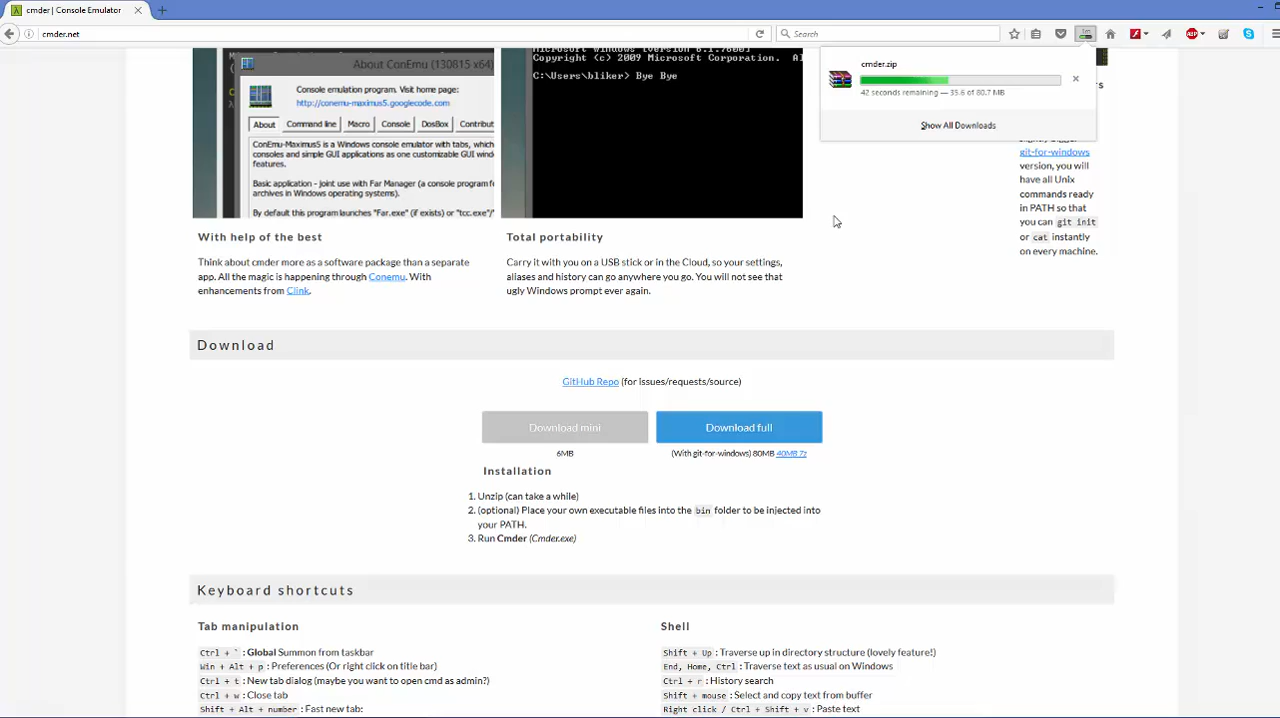 cmder | Console Emulator
cmder.net
Search
cmder.zip
42 seconds remaining — 35.6 of 80.7 MB
Show All Downloads
About ConEmu (130815 x64)
Console emulation program. Visit home page:
http://conemu-maximus5.googlecode.com
About Command line Macro Console DosBox Contribut
ConEmu-Maximus5 is a Windows console emulator with tabs, which
consoles and simple GUI applications as one customizable GUI wind
features.
Basic application - joint use with Far Manager (a console program f
archives in Windows operating systems).
By default this program launches "Far.exe" (if exists) or "tcc.exe"/"
Microsoft Windows [Version 6.1.7600]
Copyright (c) 2009 Microsoft Corporation. Al
C:\Users\bliker> Bye Bye
git-for-windows
version, you will
have all Unix
commands ready
in PATH so that
you can git init
or cat instantly
on every machine.
With help of the best
Think about cmder more as a software package than a separate
app. All the magic is happening through Conemu. With
enhancements from Clink.
Total portability
Carry it with you on a USB stick or in the Cloud, so your settings,
aliases and history can go anywhere you go. You will not see that
ugly Windows prompt ever again.
Download
GitHub Repo (for issues/requests/source)
Download mini
6MB
Download full
(With git-for-windows) 80MB 40MB 7z
Installation
1. Unzip (can take a while)
2. (optional) Place your own executable files into the bin folder to be injected into
your PATH.
3. Run Cmder (Cmder.exe)
Keyboard shortcuts
Tab manipulation
Ctrl + ` : Global Summon from taskbar
Win + Alt + p : Preferences (Or right click on title bar)
Ctrl + t : New tab dialog (maybe you want to open cmd as admin?)
Ctrl + w : Close tab
Shift + Alt + number : Fast new tab:
Shell
Shift + Up : Traverse up in directory structure (lovely feature!)
End, Home, Ctrl : Traverse text as usual on Windows
Ctrl + r : History search
Shift + mouse : Select and copy text from buffer
Right click / Ctrl + Shift + v : Paste text